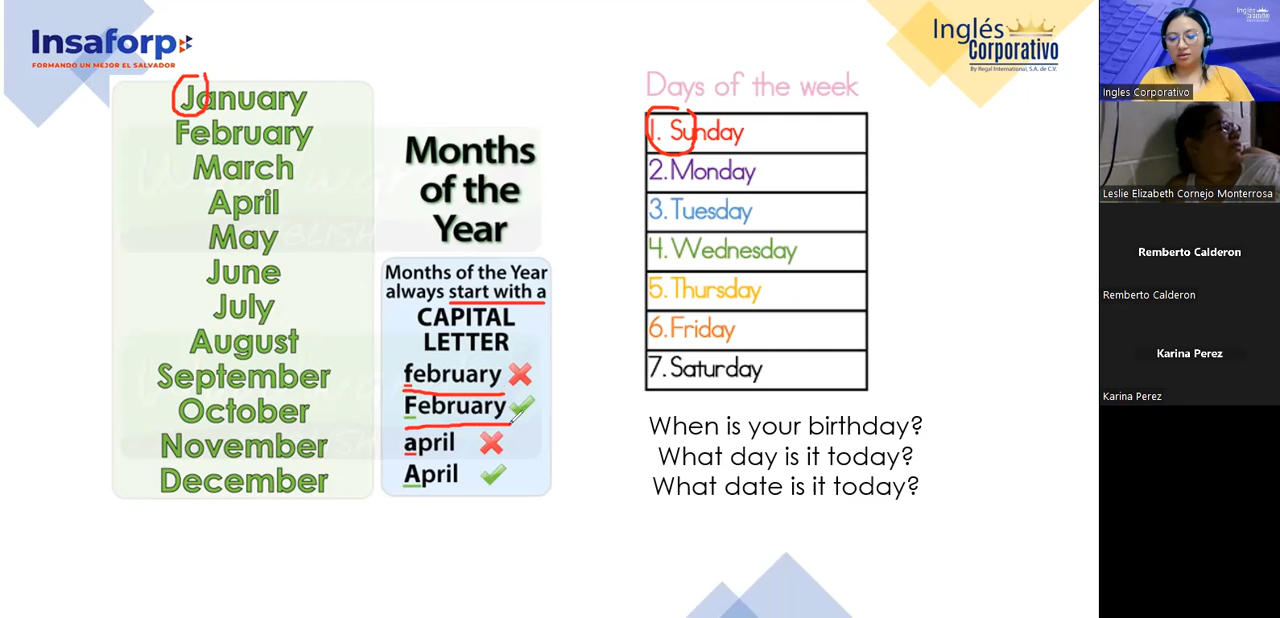 Insaforp
FORMANDO UN MEJOR EL SALVADOR
Inglés
Corporativo
By Regal International, S.A. de C.V.
January
February
March
April
May
June
July
August
September
October
November
December
Months
of the
Year
Months of the Year
always start with a
CAPITAL
LETTER
february
February
april
April
Days of the week
1. Sunday
2. Monday
3. Tuesday
4. Wednesday
5. Thursday
6. Friday
7. Saturday
When is your birthday?
What day is it today?
What date is it today?
Ingles Corporativo
Leslie Elizabeth Cornejo Monterrosa
Remberto Calderon
Remberto Calderon
Karina Perez
Karina Perez